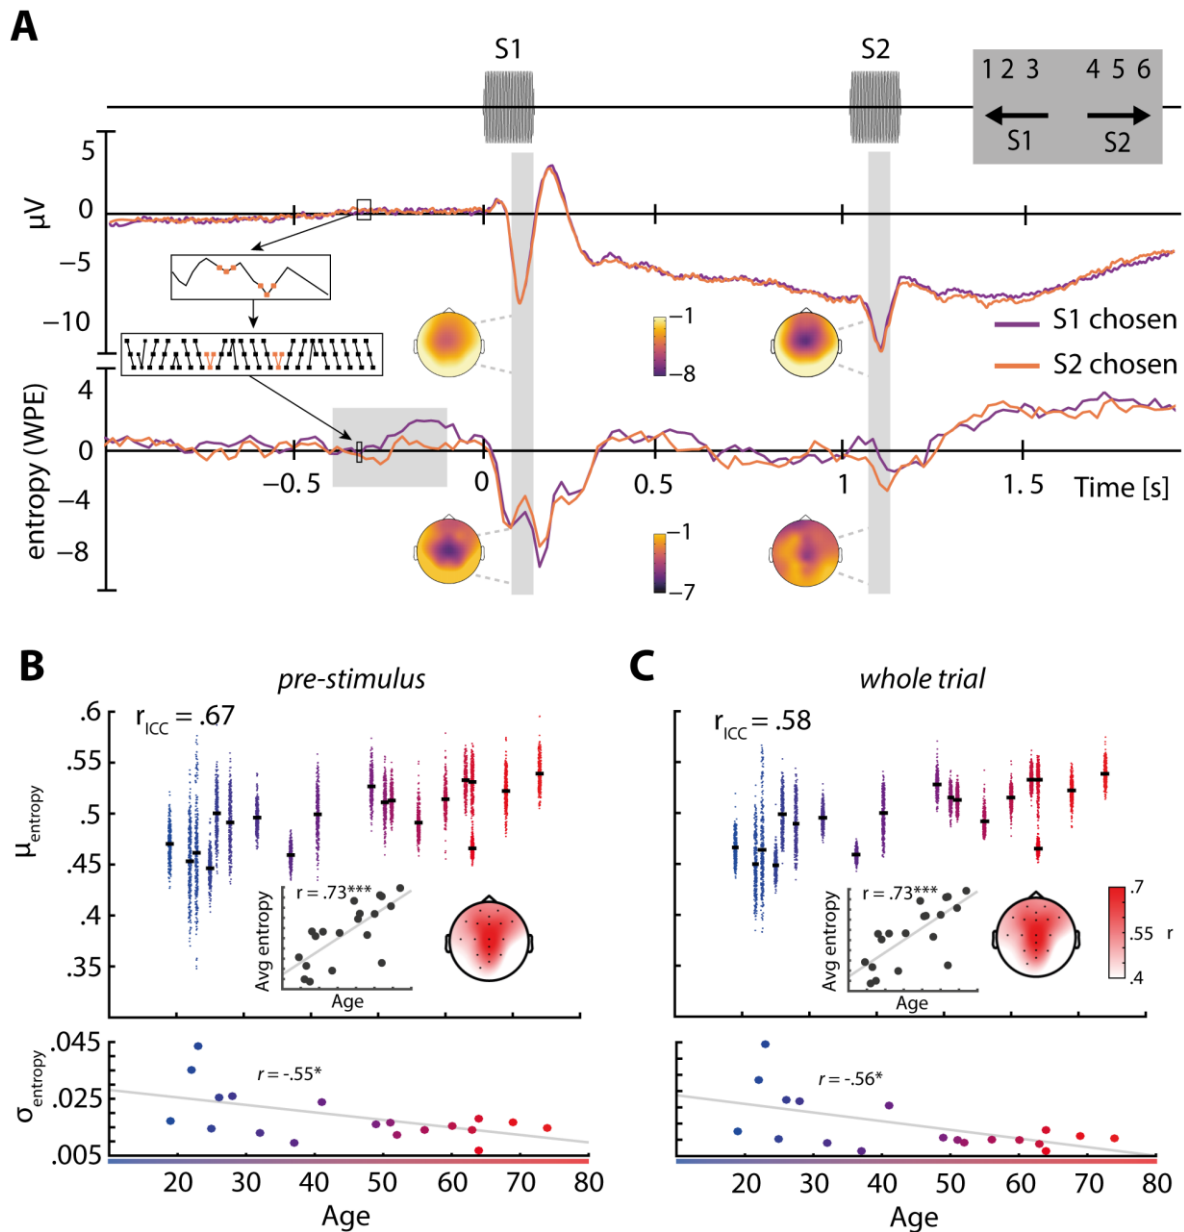 A
S1
S2
1 2 3 4 5 6
S1 S2
5
0
−5
−10
μV
−1
−8
−1
−7
S1 chosen
S2 chosen
4
0
−4
−8
entropy (WPE)
−0.5 0 0.5 1 1.5 Time [s]
B
pre-stimulus
r_ICC = .67
.6
.55
.5
.45
.4
.35
μ_entropy
r = .73***
Avg entropy
Age
.045
.025
.005
σ_entropy
r = -.55*
20 30 40 50 60 70 80
Age
C
whole trial
r_ICC = .58
r = .73***
Avg entropy
Age
.7
.55 r
.4
r = -.56*
20 30 40 50 60 70 80
Age